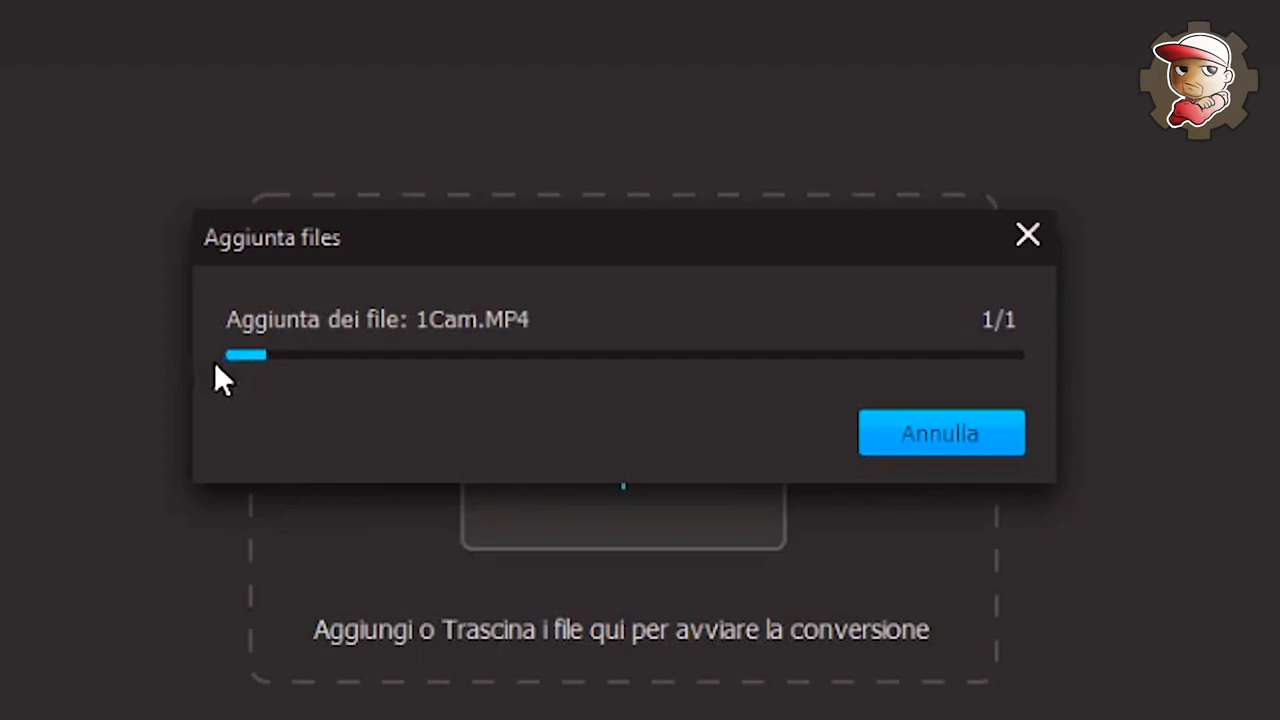 Aggiunta files
Aggiunta dei file: 1Cam.MP4 1/1
Annulla
Aggiungi o Trascina i file qui per avviare la conversione